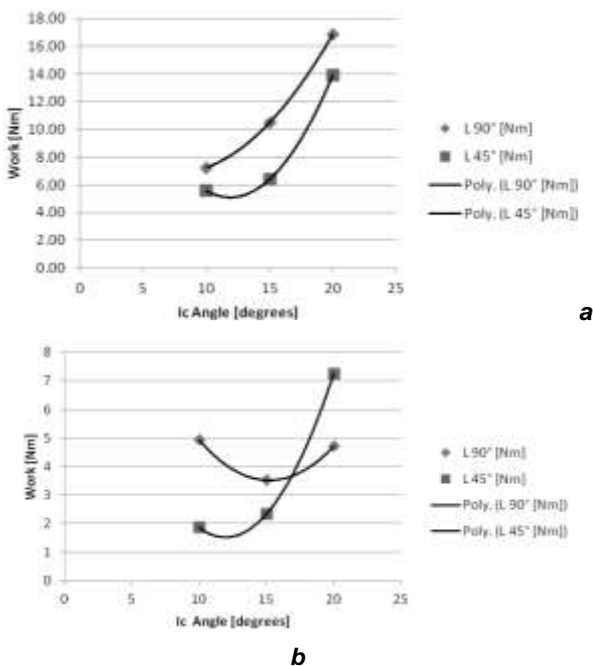 18.00
16.00
14.00
12.00
10.00
8.00
6.00
4.00
2.00
0.00
Work [Nm]
0 5 10 15 20 25
Ic Angle [degrees]
L 90° [Nm]
L 45° [Nm]
Poly. (L 90° [Nm])
Poly. (L 45° [Nm])
a
8
7
6
5
4
3
2
1
0
Work [Nm]
0 5 10 15 20 25
Ic Angle [degrees]
L 90° [Nm]
L 45° [Nm]
Poly. (L 90° [Nm])
Poly. (L 45° [Nm])
b